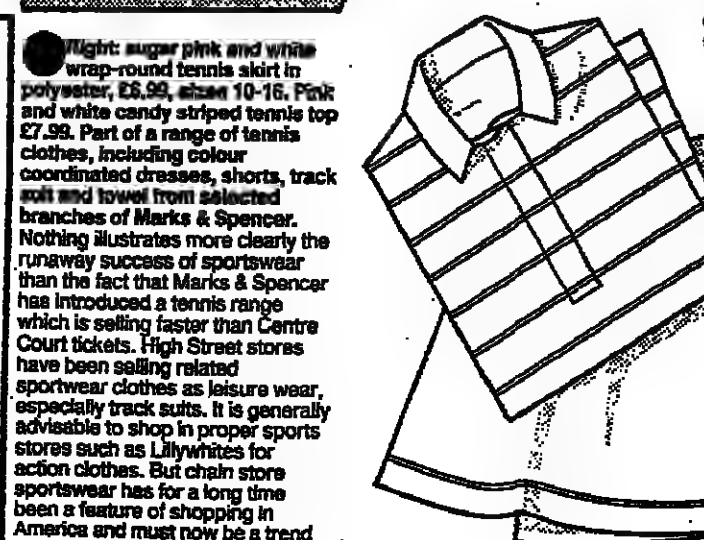 Right: sugar pink and white
wrap-round tennis skirt in
polyester, £6.99, sizes 10-16. Pink
and white candy striped tennis top
£7.99. Part of a range of tennis
clothes, including colour
coordinated dresses, shorts, track
suit and towel from selected
branches of Marks & Spencer.
Nothing illustrates more clearly the
runaway success of sportswear
than the fact that Marks & Spencer
has introduced a tennis range
which is selling faster than Centre
Court tickets. High Street stores
have been selling related
sportwear clothes as leisure wear,
especially track suits. It is generally
advisable to shop in proper sports
stores such as Lillywhites for
action clothes. But chain store
sportswear has for a long time
been a feature of shopping in
America and must now be a trend